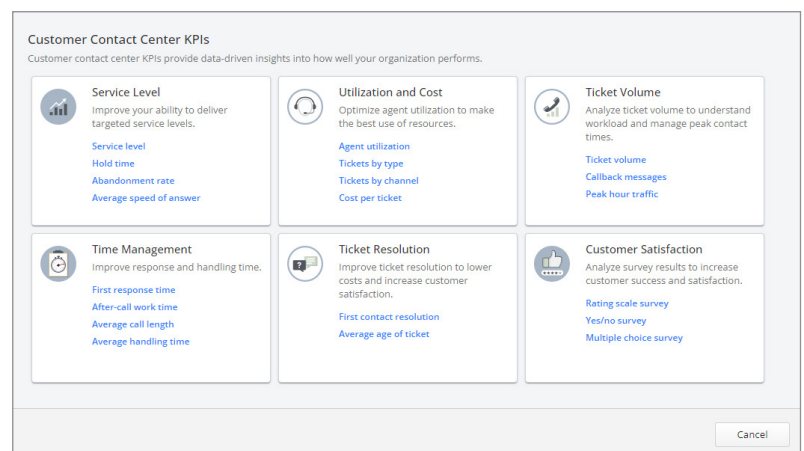 Customer Contact Center KPIs
Customer contact center KPIs provide data-driven insights into how well your organization performs.
Service Level
Improve your ability to deliver
targeted service levels.
Service level
Hold time
Abandonment rate
Average speed of answer
Utilization and Cost
Optimize agent utilization to make
the best use of resources.
Agent utilization
Tickets by type
Tickets by channel
Cost per ticket
Ticket Volume
Analyze ticket volume to understand
workload and manage peak contact
times.
Ticket volume
Callback messages
Peak hour traffic
Time Management
Improve response and handling time.
First response time
After-call work time
Average call length
Average handling time
Ticket Resolution
Improve ticket resolution to lower
costs and increase customer
satisfaction.
First contact resolution
Average age of ticket
Customer Satisfaction
Analyze survey results to increase
customer success and satisfaction.
Rating scale survey
Yes/no survey
Multiple choice survey
Cancel